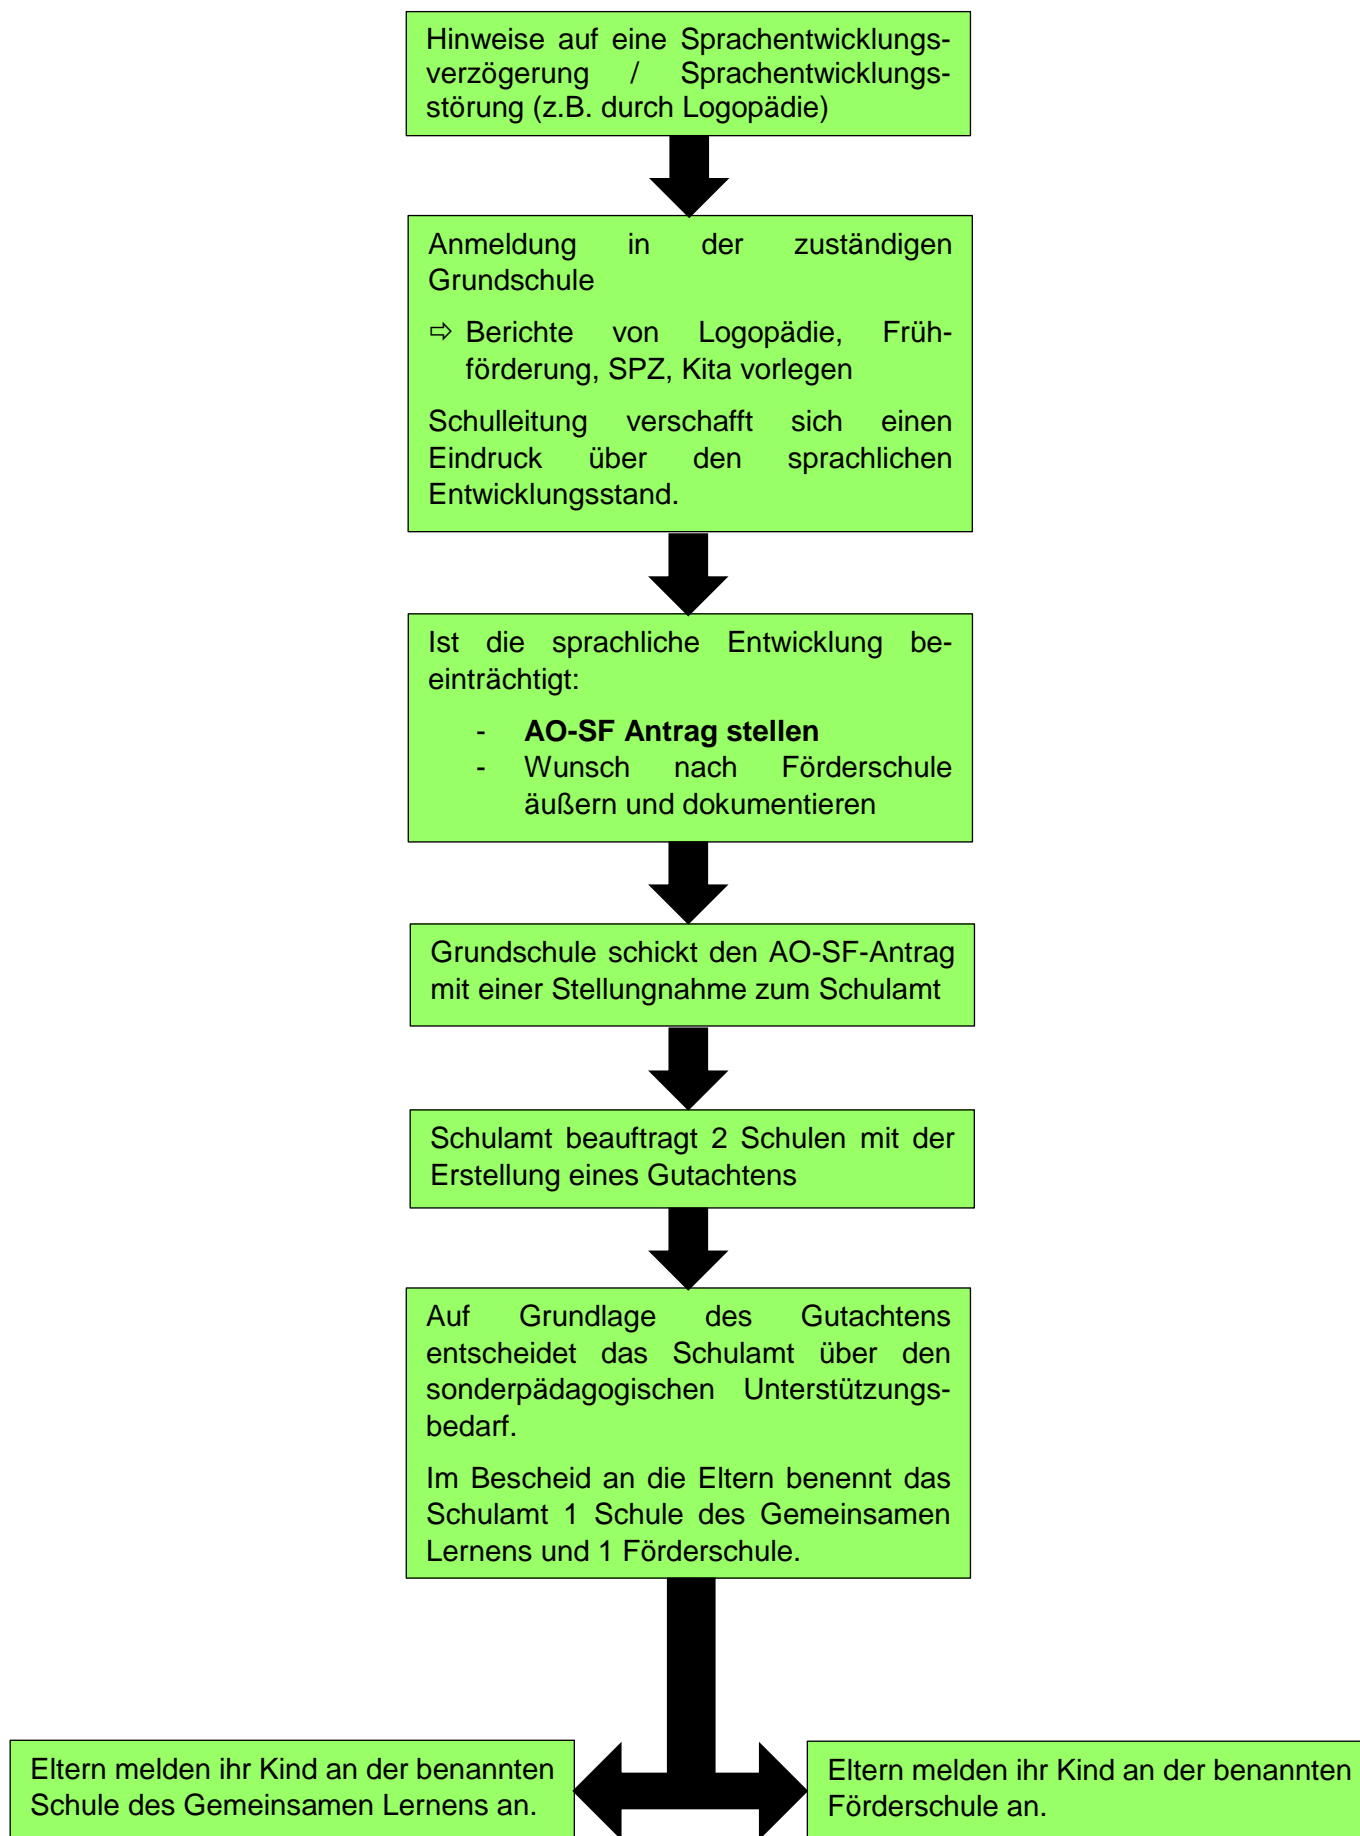 Hinweise auf eine Sprachentwicklungs-
verzögerung / Sprachentwicklungs-
störung (z.B. durch Logopädie)
Anmeldung in der zuständigen
Grundschule
⇨ Berichte von Logopädie, Früh-
förderung, SPZ, Kita vorlegen
Schulleitung verschafft sich einen
Eindruck über den sprachlichen
Entwicklungsstand.
Ist die sprachliche Entwicklung be-
einträchtigt:
- AO-SF Antrag stellen
- Wunsch nach Förderschule
äußern und dokumentieren
Grundschule schickt den AO-SF-Antrag
mit einer Stellungnahme zum Schulamt
Schulamt beauftragt 2 Schulen mit der
Erstellung eines Gutachtens
Auf Grundlage des Gutachtens
entscheidet das Schulamt über den
sonderpädagogischen Unterstützungs-
bedarf.
Im Bescheid an die Eltern benennt das
Schulamt 1 Schule des Gemeinsamen
Lernens und 1 Förderschule.
Eltern melden ihr Kind an der benannten
Schule des Gemeinsamen Lernens an.
Eltern melden ihr Kind an der benannten
Förderschule an.